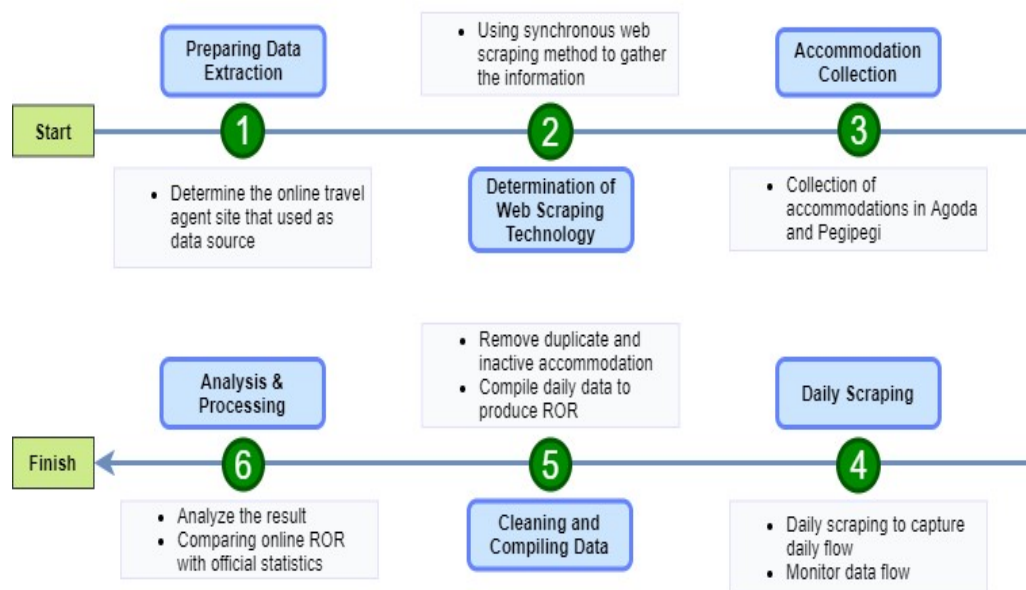 Preparing Data
Extraction
• Using synchronous web
scraping method to gather
the information
Accommodation
Collection
Start
1
2
3
• Determine the online travel
agent site that used as
data source
Determination of
Web Scraping
Technology
• Collection of
accommodations in Agoda
and Pegipegi
Analysis &
Processing
• Remove duplicate and
inactive accommodation
• Compile daily data to
produce ROR
Daily Scraping
Finish
6
5
4
• Analyze the result
• Comparing online ROR
with official statistics
Cleaning and
Compiling Data
• Daily scraping to capture
daily flow
• Monitor data flow